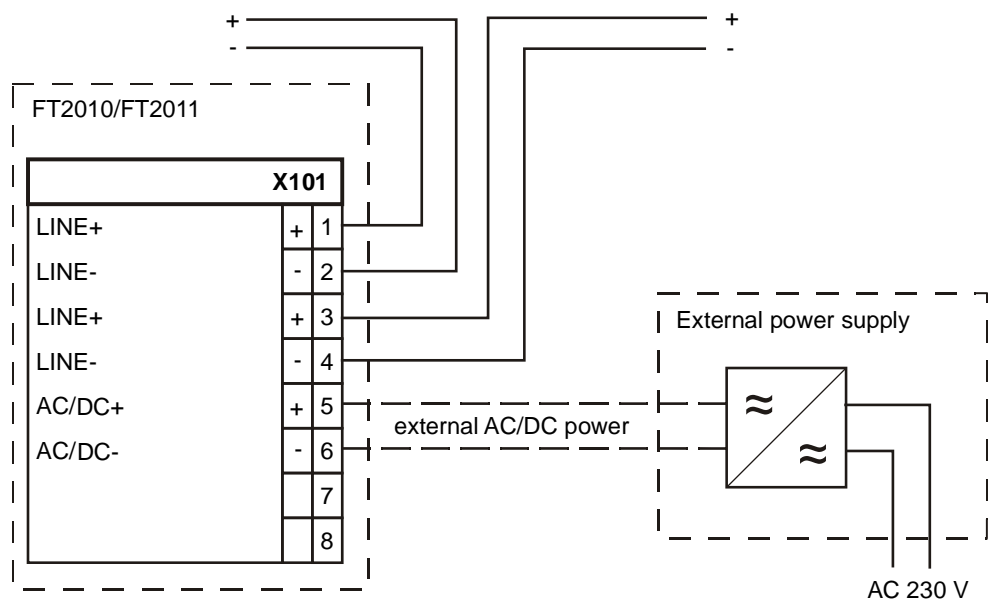 + +
- -
FT2010/FT2011
X101
LINE+ + 1
LINE- - 2
LINE+ + 3
LINE- - 4
AC/DC+ + 5
AC/DC- - 6
7
8
external AC/DC power
External power supply
≈
≈
AC 230 V